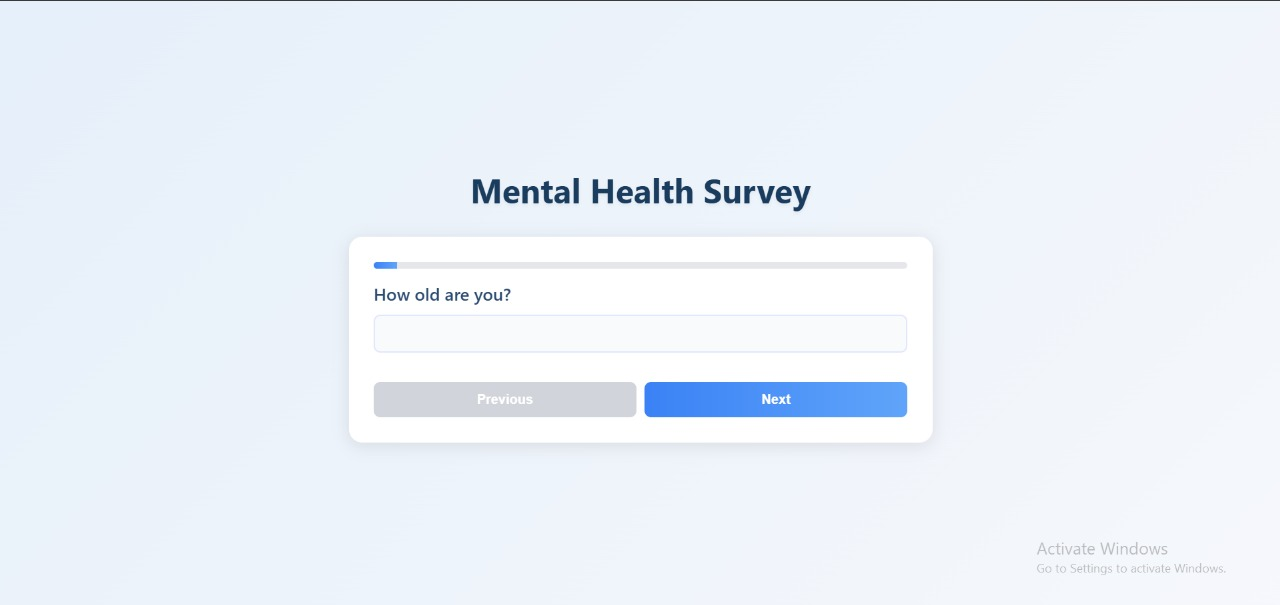 Mental Health Survey
How old are you?
Previous
Next
Activate Windows
Go to Settings to activate Windows.